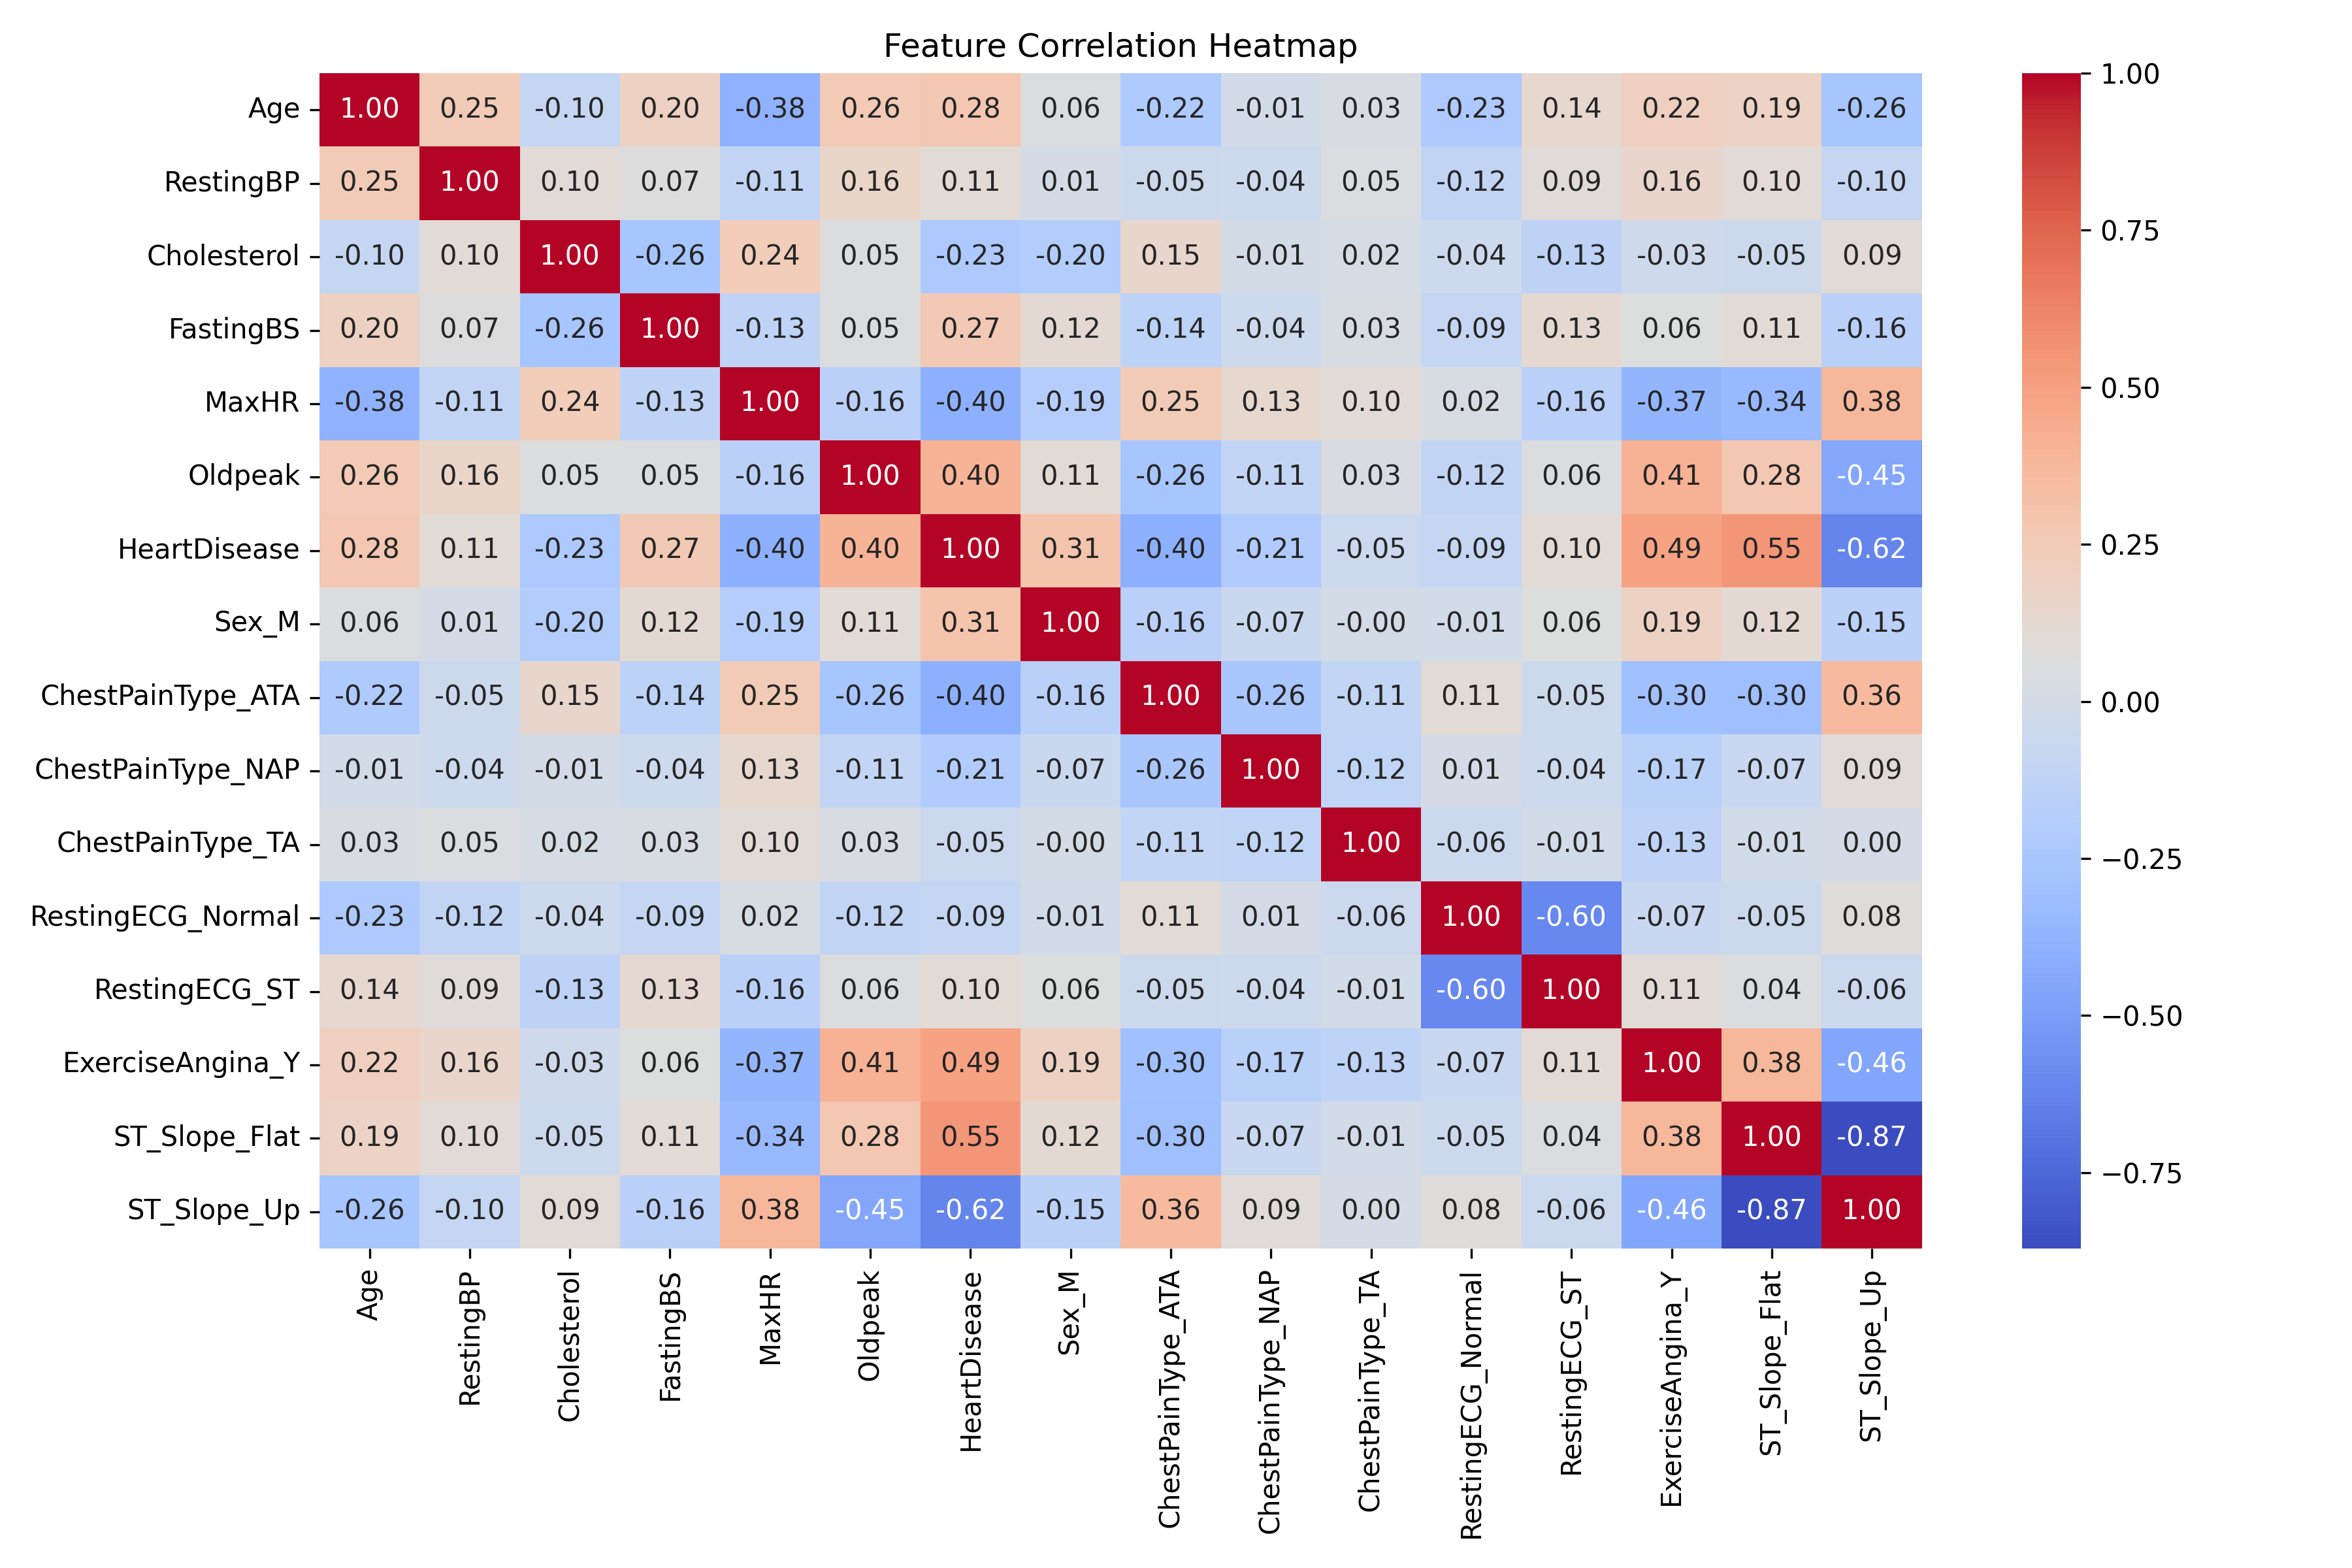 Feature Correlation Heatmap
Age 1.00 0.25 -0.10 0.20 -0.38 0.26 0.28 0.06 -0.22 -0.01 0.03 -0.23 0.14 0.22 0.19 -0.26
RestingBP 0.25 1.00 0.10 0.07 -0.11 0.16 0.11 0.01 -0.05 -0.04 0.05 -0.12 0.09 0.16 0.10 -0.10
Cholesterol -0.10 0.10 1.00 -0.26 0.24 0.05 -0.23 -0.20 0.15 -0.01 0.02 -0.04 -0.13 -0.03 -0.05 0.09
FastingBS 0.20 0.07 -0.26 1.00 -0.13 0.05 0.27 0.12 -0.14 -0.04 0.03 -0.09 0.13 0.06 0.11 -0.16
MaxHR -0.38 -0.11 0.24 -0.13 1.00 -0.16 -0.40 -0.19 0.25 0.13 0.10 0.02 -0.16 -0.37 -0.34 0.38
Oldpeak 0.26 0.16 0.05 0.05 -0.16 1.00 0.40 0.11 -0.26 -0.11 0.03 -0.12 0.06 0.41 0.28 -0.45
HeartDisease 0.28 0.11 -0.23 0.27 -0.40 0.40 1.00 0.31 -0.40 -0.21 -0.05 -0.09 0.10 0.49 0.55 -0.62
Sex_M 0.06 0.01 -0.20 0.12 -0.19 0.11 0.31 1.00 -0.16 -0.07 -0.00 -0.01 0.06 0.19 0.12 -0.15
ChestPainType_ATA -0.22 -0.05 0.15 -0.14 0.25 -0.26 -0.40 -0.16 1.00 -0.26 -0.11 0.11 -0.05 -0.30 -0.30 0.36
ChestPainType_NAP -0.01 -0.04 -0.01 -0.04 0.13 -0.11 -0.21 -0.07 -0.26 1.00 -0.12 0.01 -0.04 -0.17 -0.07 0.09
ChestPainType_TA 0.03 0.05 0.02 0.03 0.10 0.03 -0.05 -0.00 -0.11 -0.12 1.00 -0.06 -0.01 -0.13 -0.01 0.00
RestingECG_Normal -0.23 -0.12 -0.04 -0.09 0.02 -0.12 -0.09 -0.01 0.11 0.01 -0.06 1.00 -0.60 -0.07 -0.05 0.08
RestingECG_ST 0.14 0.09 -0.13 0.13 -0.16 0.06 0.10 0.06 -0.05 -0.04 -0.01 -0.60 1.00 0.11 0.04 -0.06
ExerciseAngina_Y 0.22 0.16 -0.03 0.06 -0.37 0.41 0.49 0.19 -0.30 -0.17 -0.13 -0.07 0.11 1.00 0.38 -0.46
ST_Slope_Flat 0.19 0.10 -0.05 0.11 -0.34 0.28 0.55 0.12 -0.30 -0.07 -0.01 -0.05 0.04 0.38 1.00 -0.87
ST_Slope_Up -0.26 -0.10 0.09 -0.16 0.38 -0.45 -0.62 -0.15 0.36 0.09 0.00 0.08 -0.06 -0.46 -0.87 1.00
Age
RestingBP
Cholesterol
FastingBS
MaxHR
Oldpeak
HeartDisease
Sex_M
ChestPainType_ATA
ChestPainType_NAP
ChestPainType_TA
RestingECG_Normal
RestingECG_ST
ExerciseAngina_Y
ST_Slope_Flat
ST_Slope_Up
1.00
0.75
0.50
0.25
0.00
−0.25
−0.50
−0.75